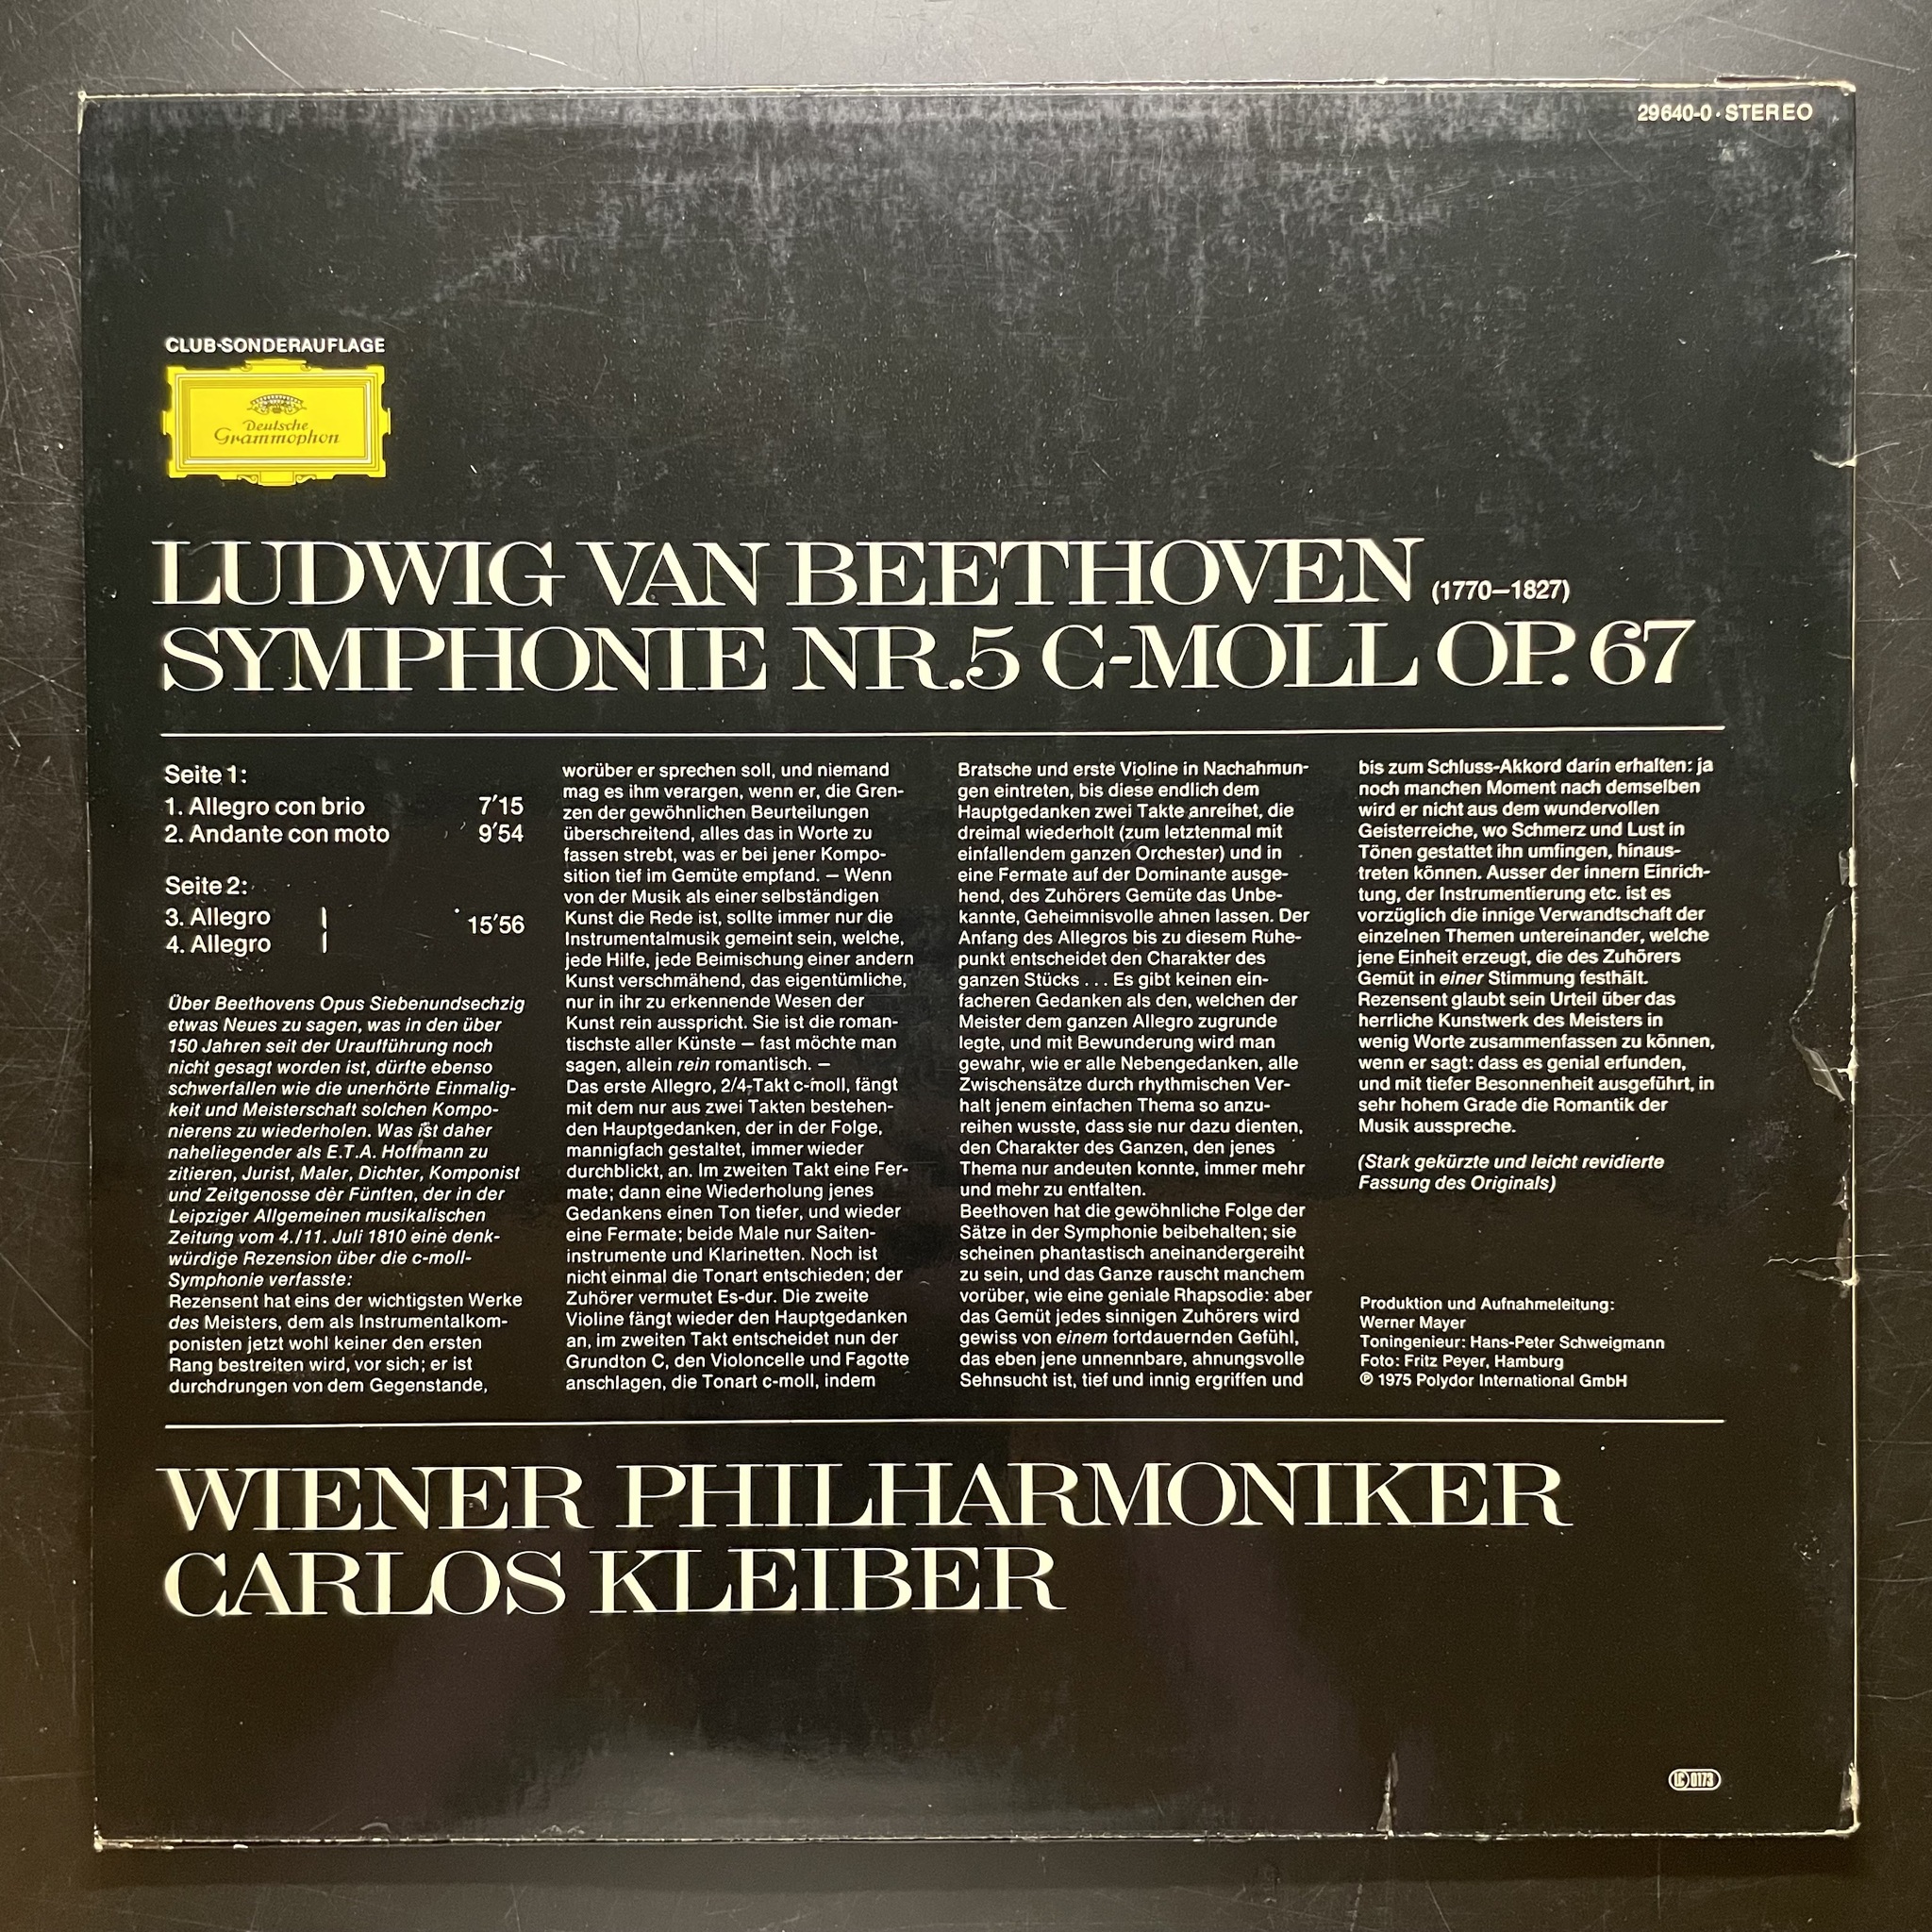 29640-0 · STEREO
CLUB-SONDERAUFLAGE
Deutsche
Grammophon
LUDWIG VAN BEETHOVEN (1770–1827)
SYMPHONIE NR.5 C-MOLL OP.67
Seite 1:
1. Allegro con brio 7'15
2. Andante con moto 9'54
Seite 2:
3. Allegro
4. Allegro
15'56
Über Beethovens Opus Siebenundsechzig
etwas Neues zu sagen, was in den über
150 Jahren seit der Uraufführung noch
nicht gesagt worden ist, dürfte ebenso
schwerfallen wie die unerhörte Einmalig-
keit und Meisterschaft solchen Kompo-
nierens zu wiederholen. Was ist daher
naheliegender als E.T.A. Hoffmann zu
zitieren, Jurist, Maler, Dichter, Komponist
und Zeitgenosse der Fünften, der in der
Leipziger Allgemeinen musikalischen
Zeitung vom 4./11. Juli 1810 eine denk-
würdige Rezension über die c-moll-
Symphonie verfasste:
Rezensent hat eins der wichtigsten Werke
des Meisters, dem als Instrumentalkom-
ponisten jetzt wohl keiner den ersten
Rang bestreiten wird, vor sich; er ist
durchdrungen von dem Gegenstande,
worüber er sprechen soll, und niemand
mag es ihm verargen, wenn er, die Gren-
zen der gewöhnlichen Beurteilungen
überschreitend, alles das in Worte zu
fassen strebt, was er bei jener Kompo-
sition tief im Gemüte empfand. — Wenn
von der Musik als einer selbständigen
Kunst die Rede ist, sollte immer nur die
Instrumentalmusik gemeint sein, welche,
jede Hilfe, jede Beimischung einer andern
Kunst verschmähend, das eigentümliche,
nur in ihr zu erkennende Wesen der
Kunst rein ausspricht. Sie ist die roman-
tischste aller Künste — fast möchte man
sagen, allein rein romantisch. —
Das erste Allegro, 2/4-Takt c-moll, fängt
mit dem nur aus zwei Takten bestehen-
den Hauptgedanken, der in der Folge,
mannigfach gestaltet, immer wieder
durchblickt, an. Im zweiten Takt eine Fer-
mate; dann eine Wiederholung jenes
Gedankens einen Ton tiefer, und wieder
eine Fermate; beide Male nur Saiten-
instrumente und Klarinetten. Noch ist
nicht einmal die Tonart entschieden; der
Zuhörer vermutet Es-dur. Die zweite
Violine fängt wieder den Hauptgedanken
an, im zweiten Takt entscheidet nun der
Grundton C, den Violoncelle und Fagotte
anschlagen, die Tonart c-moll, indem
Bratsche und erste Violine in Nachahmun-
gen eintreten, bis diese endlich dem
Hauptgedanken zwei Takte anreihet, die
dreimal wiederholt (zum letztenmal mit
einfallendem ganzen Orchester) und in
eine Fermate auf der Dominante ausge-
hend, des Zuhörers Gemüte das Unbe-
kannte, Geheimnisvolle ahnen lassen. Der
Anfang des Allegros bis zu diesem Ruhe-
punkt entscheidet den Charakter des
ganzen Stücks . . . Es gibt keinen ein-
facheren Gedanken als den, welchen der
Meister dem ganzen Allegro zugrunde
legte, und mit Bewunderung wird man
gewahr, wie er alle Nebengedanken, alle
Zwischensätze durch rhythmischen Ver-
halt jenem einfachen Thema so anzu-
reihen wusste, dass sie nur dazu dienten,
den Charakter des Ganzen, den jenes
Thema nur andeuten konnte, immer mehr
und mehr zu entfalten.
Beethoven hat die gewöhnliche Folge der
Sätze in der Symphonie beibehalten; sie
scheinen phantastisch aneinandergereiht
zu sein, und das Ganze rauscht manchem
vorüber, wie eine geniale Rhapsodie: aber
das Gemüt jedes sinnigen Zuhörers wird
gewiss von einem fortdauernden Gefühl,
das eben jene unnennbare, ahnungsvolle
Sehnsucht ist, tief und innig ergriffen und
bis zum Schluss-Akkord darin erhalten: ja
noch manchen Moment nach demselben
wird er nicht aus dem wundervollen
Geisterreiche, wo Schmerz und Lust in
Tönen gestattet ihn umfingen, hinaus-
treten können. Ausser der innern Einrich-
tung, der Instrumentierung etc. ist es
vorzüglich die innige Verwandtschaft der
einzelnen Themen untereinander, welche
jene Einheit erzeugt, die des Zuhörers
Gemüt in einer Stimmung festhält.
Rezensent glaubt sein Urteil über das
herrliche Kunstwerk des Meisters in
wenig Worte zusammenfassen zu können,
wenn er sagt: dass es genial erfunden,
und mit tiefer Besonnenheit ausgeführt, in
sehr hohem Grade die Romantik der
Musik ausspreche.
(Stark gekürzte und leicht revidierte
Fassung des Originals)
Produktion und Aufnahmeleitung:
Werner Mayer
Toningenieur: Hans-Peter Schweigmann
Foto: Fritz Peyer, Hamburg
℗ 1975 Polydor International GmbH
WIENER PHILHARMONIKER
CARLOS KLEIBER
LC 0173